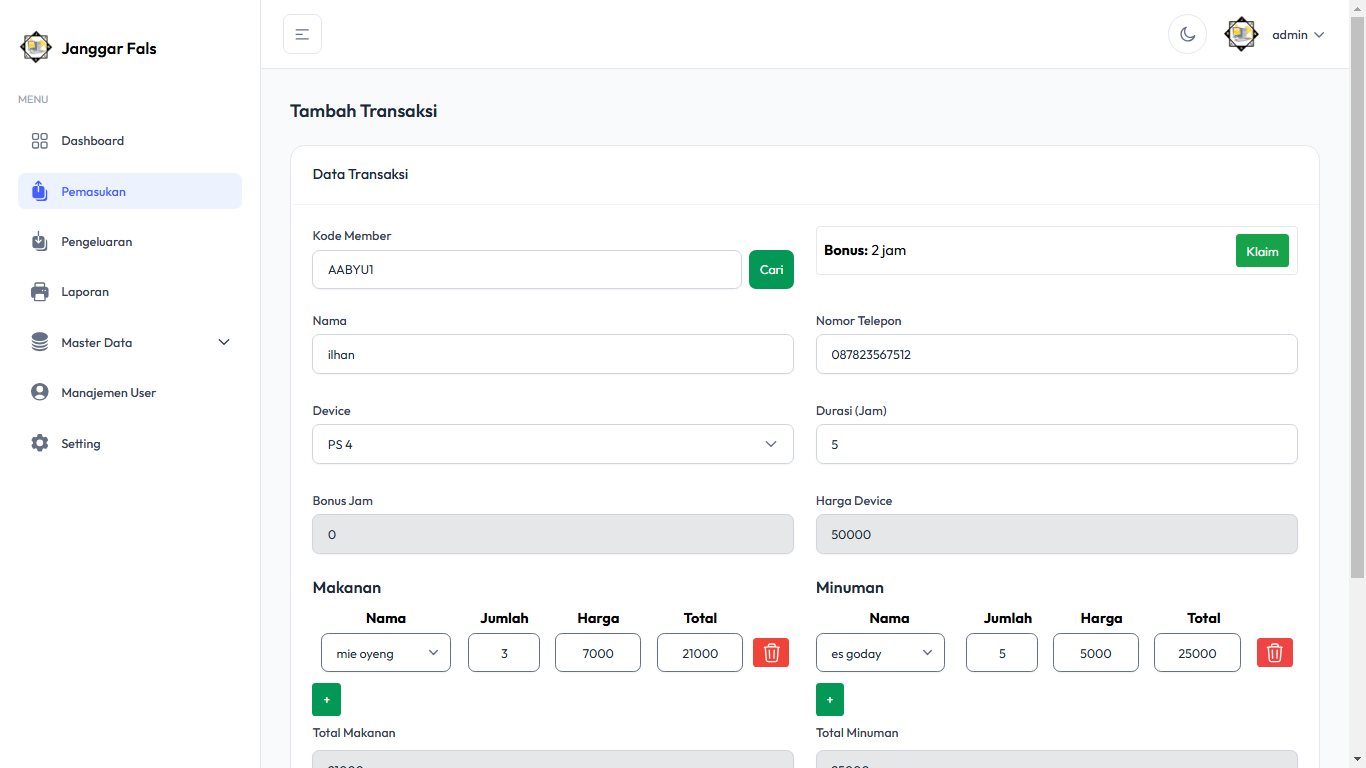 Janggar Fals
admin
MENU
Dashboard
Pemasukan
Pengeluaran
Laporan
Master Data
Manajemen User
Setting
Tambah Transaksi
Data Transaksi
Kode Member
AABYU1
Cari
Bonus: 2 jam
Klaim
Nama
ilhan
Nomor Telepon
087823567512
Device
PS 4
Durasi (Jam)
5
Bonus Jam
0
Harga Device
50000
Makanan
Nama Jumlah Harga Total
mie oyeng 3 7000 21000
+
Total Makanan
Minuman
Nama Jumlah Harga Total
es goday 5 5000 25000
+
Total Minuman